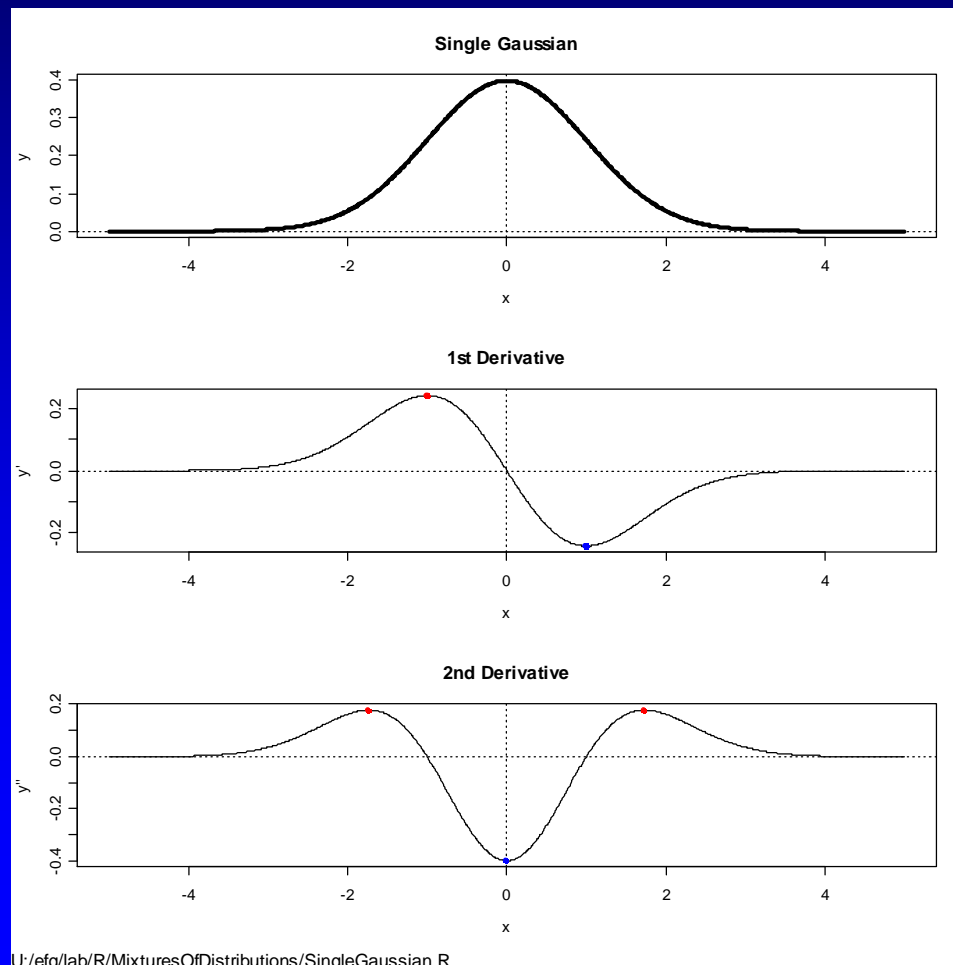 Single Gaussian
y
0.4
0.3
0.2
0.1
0.0
-4 -2 0 2 4
x
1st Derivative
y'
0.2
0.0
-0.2
-4 -2 0 2 4
x
2nd Derivative
y''
0.2
0.0
-0.2
-0.4
-4 -2 0 2 4
x
U:/efg/lab/R/MixturesOfDistributions/SingleGaussian.R